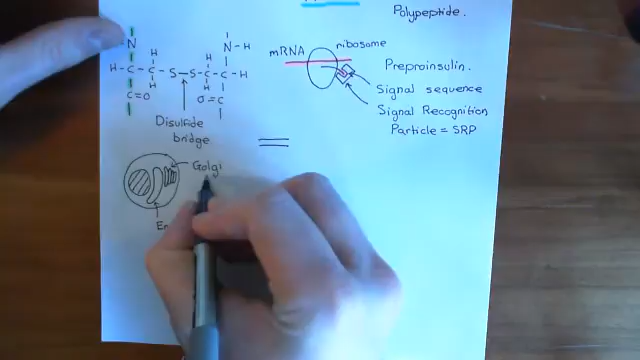 Polypeptide.
mRNA
ribosome
Preproinsulin.
Signal sequence
Signal Recognition
Particle = SRP
N
N-H
H
H
H-C-C-S-S-C-C-H
H
H
C=O
O=C
Disulfide
bridge
Golgi